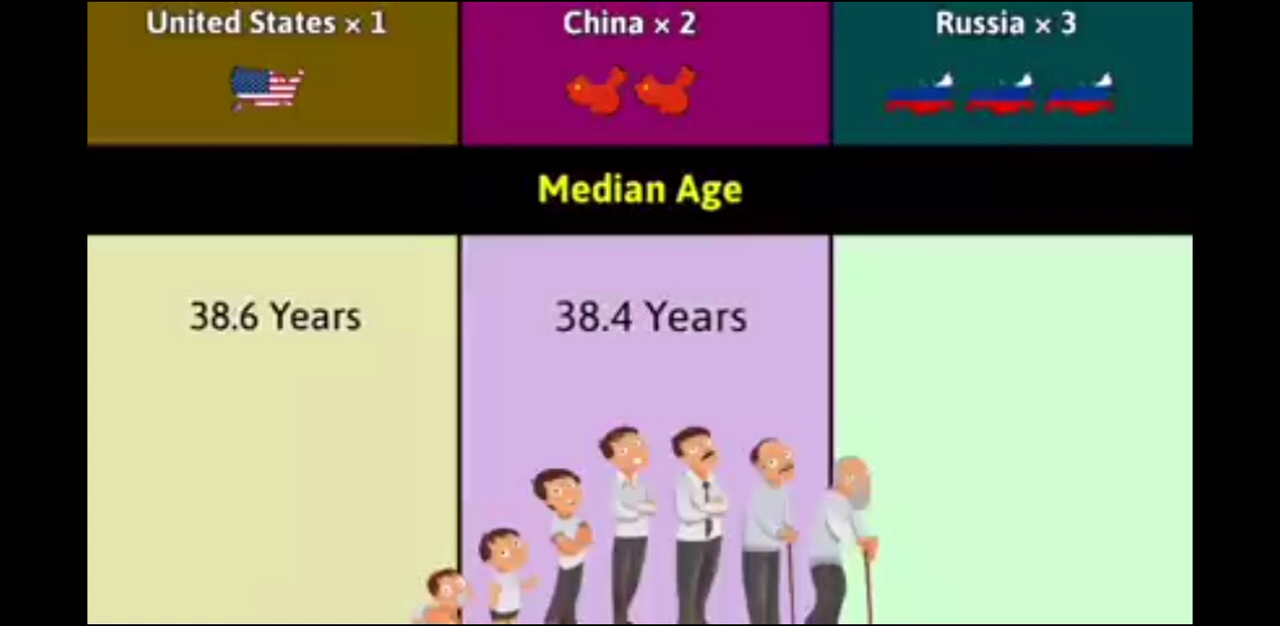 United States × 1
China × 2
Russia × 3
Median Age
38.6 Years
38.4 Years